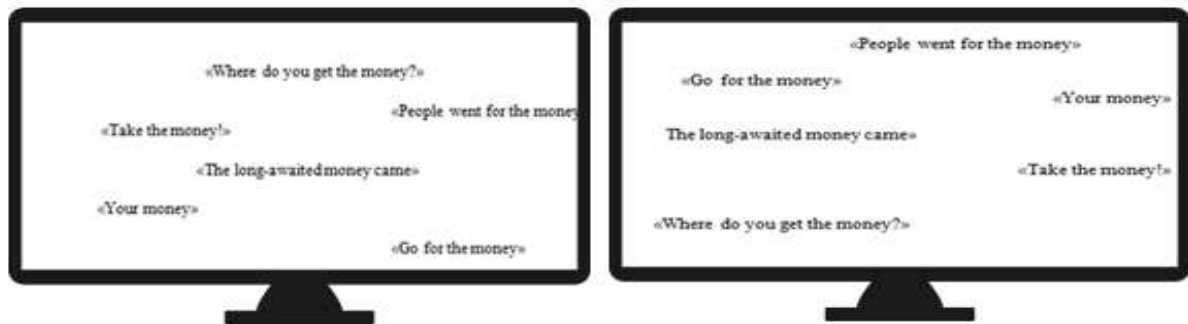 «Where do you get the money?»
«People went for the money
«Take the money!»
«The long-awaited money came»
«Your money»
«Go for the money»
«People went for the money»
«Go for the money»
«Your money»
The long-awaited money came»
«Take the money!»
«Where do you get the money?»